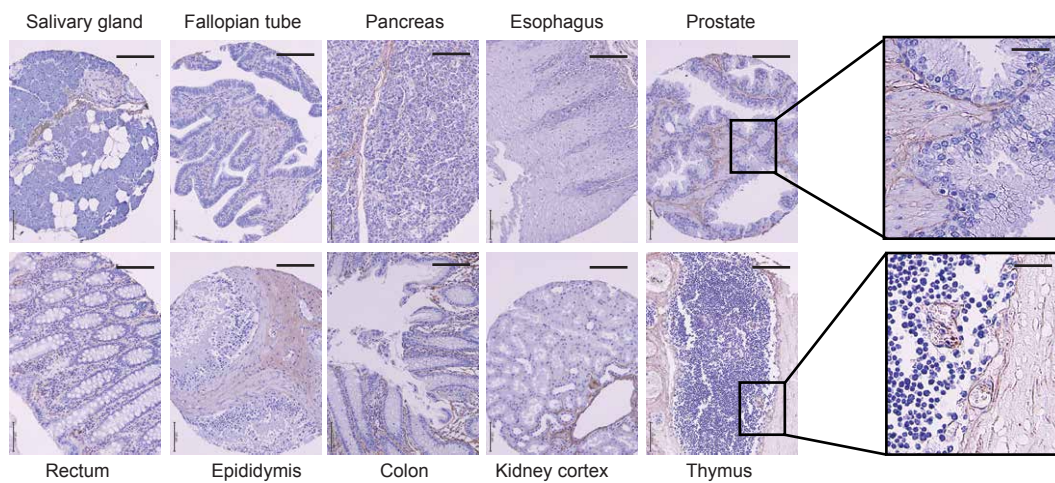 Salivary gland Fallopian tube Pancreas Esophagus Prostate
Rectum Epididymis Colon Kidney cortex Thymus